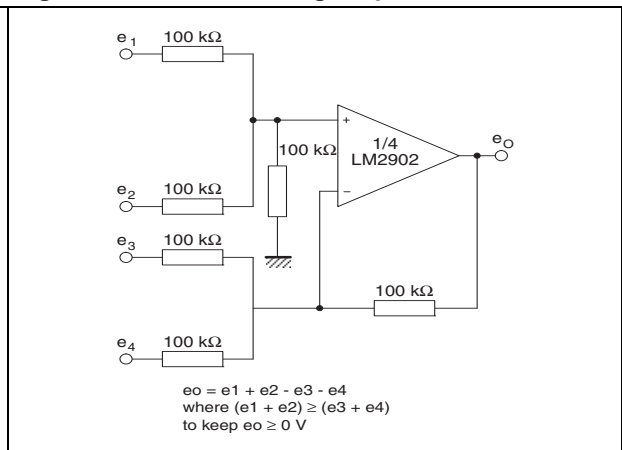 e1 100 kΩ
+
100 kΩ
1/4
LM2902
eO
−
e2 100 kΩ
e3 100 kΩ
100 kΩ
e4 100 kΩ
eo = e1 + e2 - e3 - e4
where (e1 + e2) ≥ (e3 + e4)
to keep eo ≥ 0 V